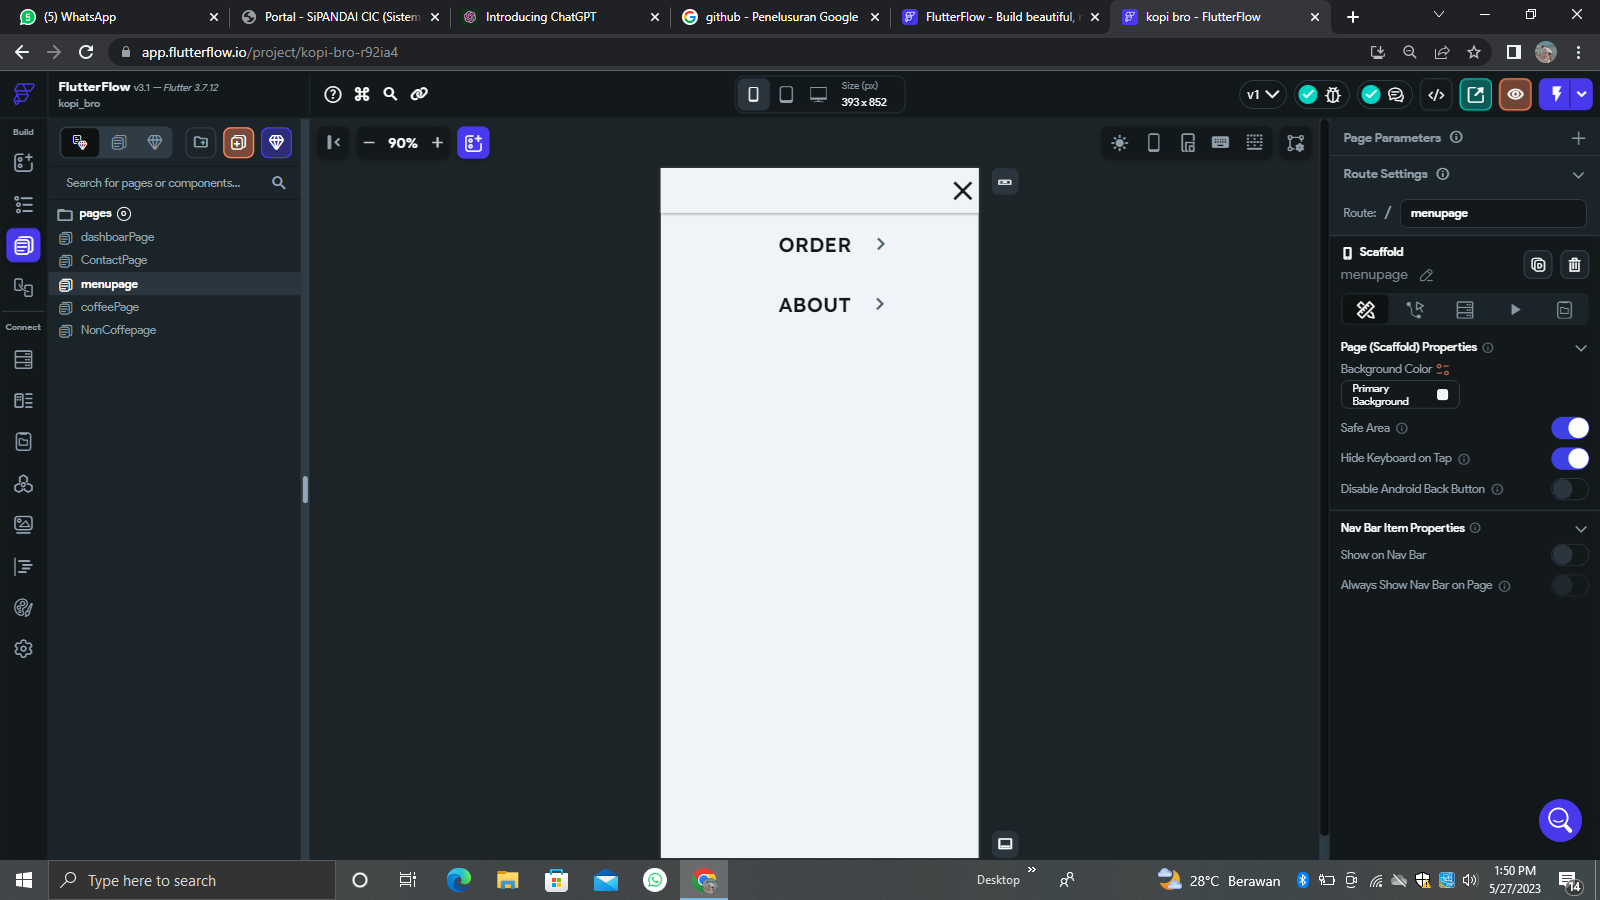 (5) WhatsApp
Portal - SiPANDAI CIC (Sistem
Introducing ChatGPT
github - Penelusuran Google
FlutterFlow - Build beautiful,
kopi bro - FlutterFlow
app.flutterflow.io/project/kopi-bro-r92ia4
FlutterFlow v3.1 — Flutter 3.7.12
kopi_bro
Size (px)
393 x 852
v1
Build
90%
Page Parameters
Search for pages or components...
Route Settings
pages 0
Route: / menupage
dashboarPage
ContactPage
menupage
coffeePage
NonCoffepage
ORDER
ABOUT
Scaffold
menupage
Connect
Page (Scaffold) Properties
Background Color
Primary
Background
Safe Area
Hide Keyboard on Tap
Disable Android Back Button
Nav Bar Item Properties
Show on Nav Bar
Always Show Nav Bar on Page
Type here to search
Desktop
28°C Berawan
1:50 PM
5/27/2023
14